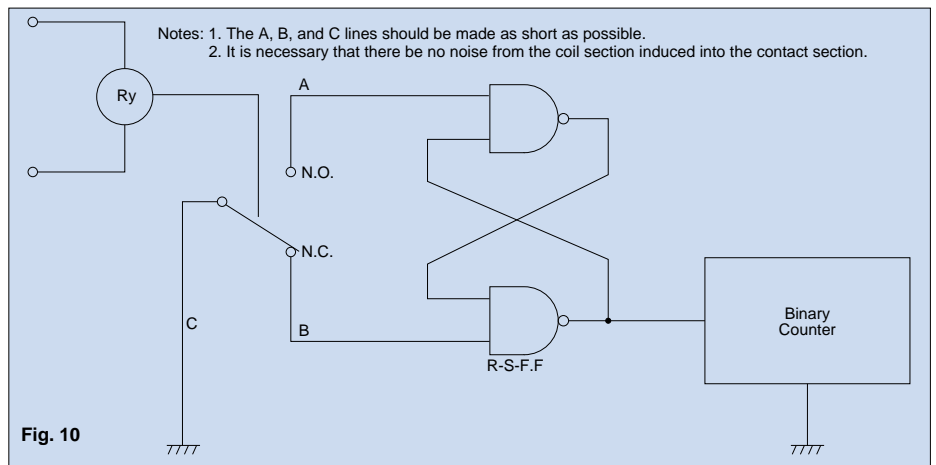 Notes: 1. The A, B, and C lines should be made as short as possible.
2. It is necessary that there be no noise from the coil section induced into the contact section.
Ry
A
N.O.
N.C.
C
B
R-S-F.F
Binary
Counter
Fig. 10